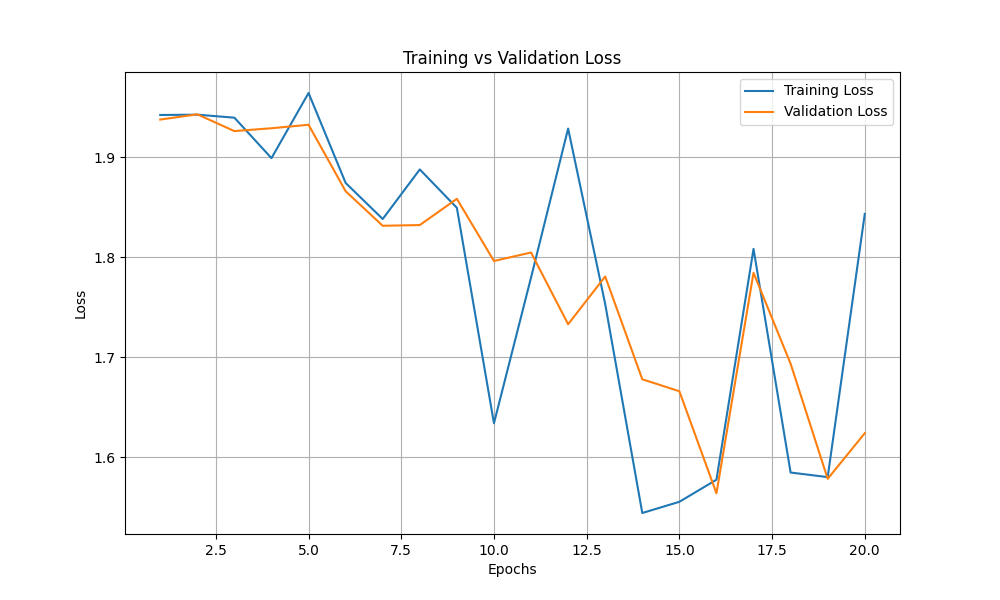 Training vs Validation Loss
Training Loss
Validation Loss
1.9
1.8
1.7
1.6
Loss
2.5
5.0
7.5
10.0
12.5
15.0
17.5
20.0
Epochs